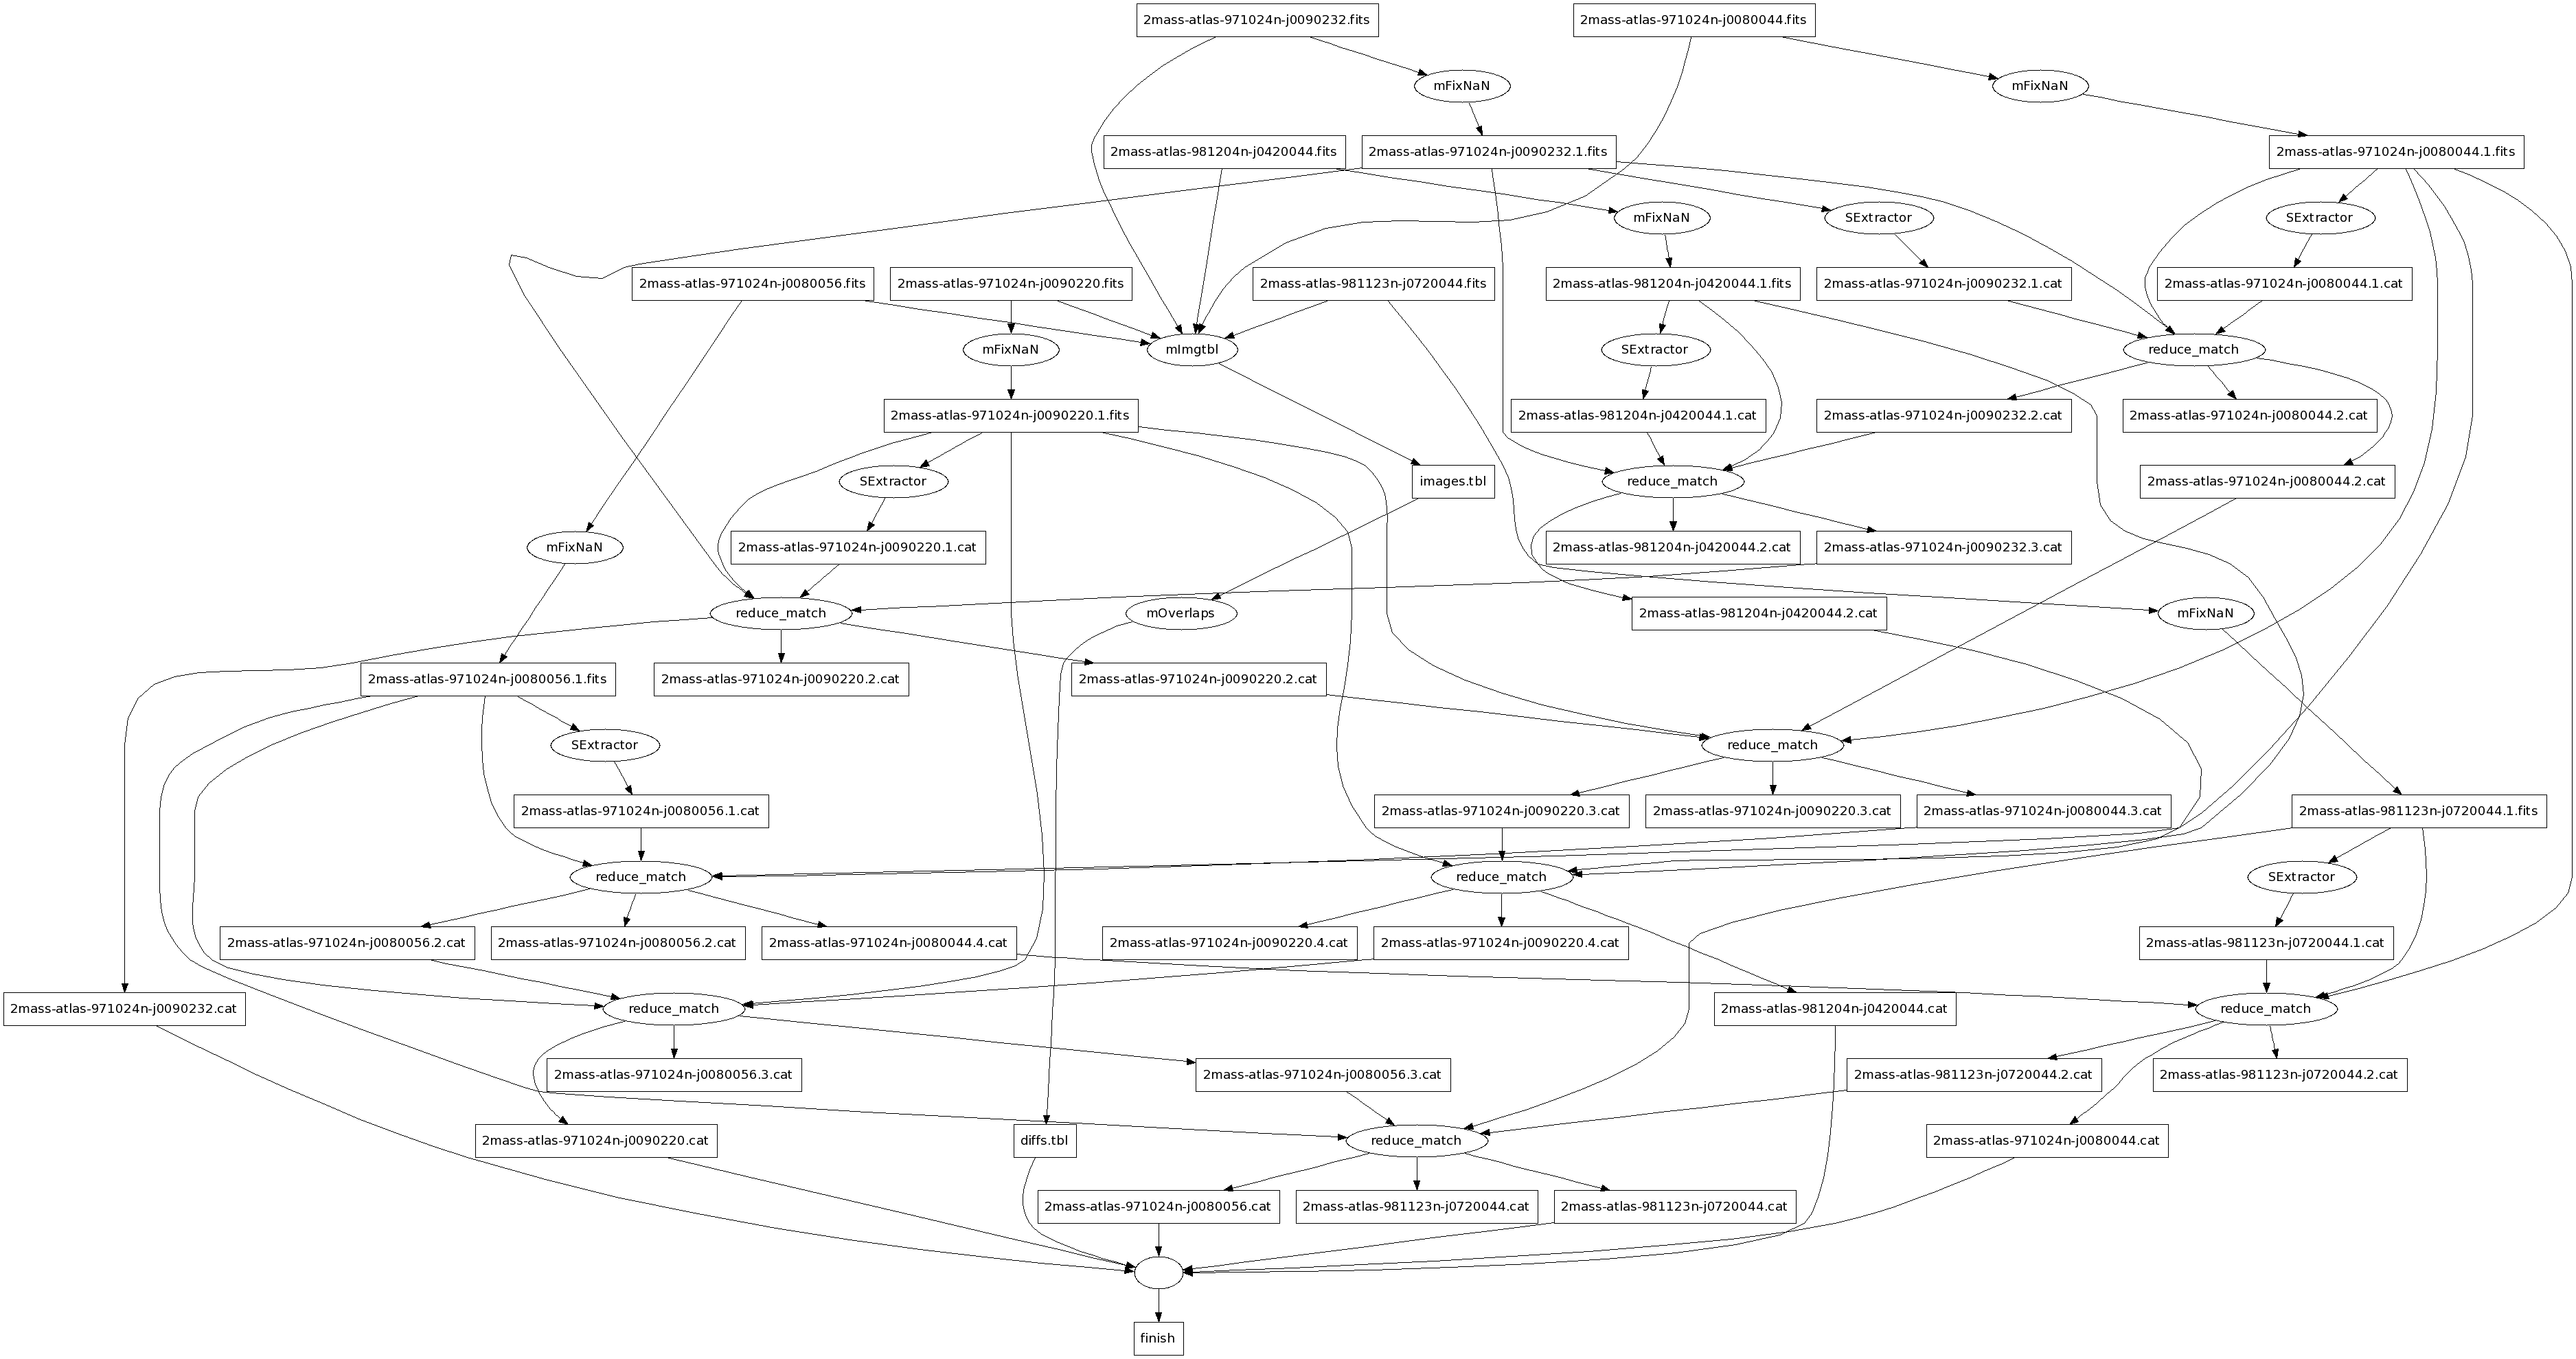 2mass-atlas-971024n-j0090232.fits
2mass-atlas-971024n-j0080044.fits
mFixNaN
mFixNaN
2mass-atlas-981204n-j0420044.fits
2mass-atlas-971024n-j0090232.1.fits
2mass-atlas-971024n-j0080044.1.fits
mFixNaN
SExtractor
SExtractor
2mass-atlas-971024n-j0080056.fits
2mass-atlas-971024n-j0090220.fits
2mass-atlas-981123n-j0720044.fits
2mass-atlas-981204n-j0420044.1.fits
2mass-atlas-971024n-j0090232.1.cat
2mass-atlas-971024n-j0080044.1.cat
mFixNaN
mImgtbl
SExtractor
reduce_match
2mass-atlas-971024n-j0090220.1.fits
2mass-atlas-981204n-j0420044.1.cat
2mass-atlas-971024n-j0090232.2.cat
2mass-atlas-971024n-j0080044.2.cat
SExtractor
images.tbl
reduce_match
2mass-atlas-971024n-j0080044.2.cat
mFixNaN
2mass-atlas-971024n-j0090220.1.cat
2mass-atlas-981204n-j0420044.2.cat
2mass-atlas-971024n-j0090232.3.cat
reduce_match
mOverlaps
2mass-atlas-981204n-j0420044.2.cat
mFixNaN
2mass-atlas-971024n-j0080056.1.fits
2mass-atlas-971024n-j0090220.2.cat
2mass-atlas-971024n-j0090220.2.cat
SExtractor
reduce_match
2mass-atlas-971024n-j0080056.1.cat
2mass-atlas-971024n-j0090220.3.cat
2mass-atlas-971024n-j0090220.3.cat
2mass-atlas-971024n-j0080044.3.cat
2mass-atlas-981123n-j0720044.1.fits
reduce_match
reduce_match
SExtractor
2mass-atlas-971024n-j0080056.2.cat
2mass-atlas-971024n-j0080056.2.cat
2mass-atlas-971024n-j0080044.4.cat
2mass-atlas-971024n-j0090220.4.cat
2mass-atlas-971024n-j0090220.4.cat
2mass-atlas-981123n-j0720044.1.cat
2mass-atlas-971024n-j0090232.cat
reduce_match
2mass-atlas-981204n-j0420044.cat
reduce_match
2mass-atlas-971024n-j0080056.3.cat
2mass-atlas-971024n-j0080056.3.cat
2mass-atlas-981123n-j0720044.2.cat
2mass-atlas-981123n-j0720044.2.cat
2mass-atlas-971024n-j0090220.cat
diffs.tbl
reduce_match
2mass-atlas-971024n-j0080044.cat
2mass-atlas-971024n-j0080056.cat
2mass-atlas-981123n-j0720044.cat
2mass-atlas-981123n-j0720044.cat
finish